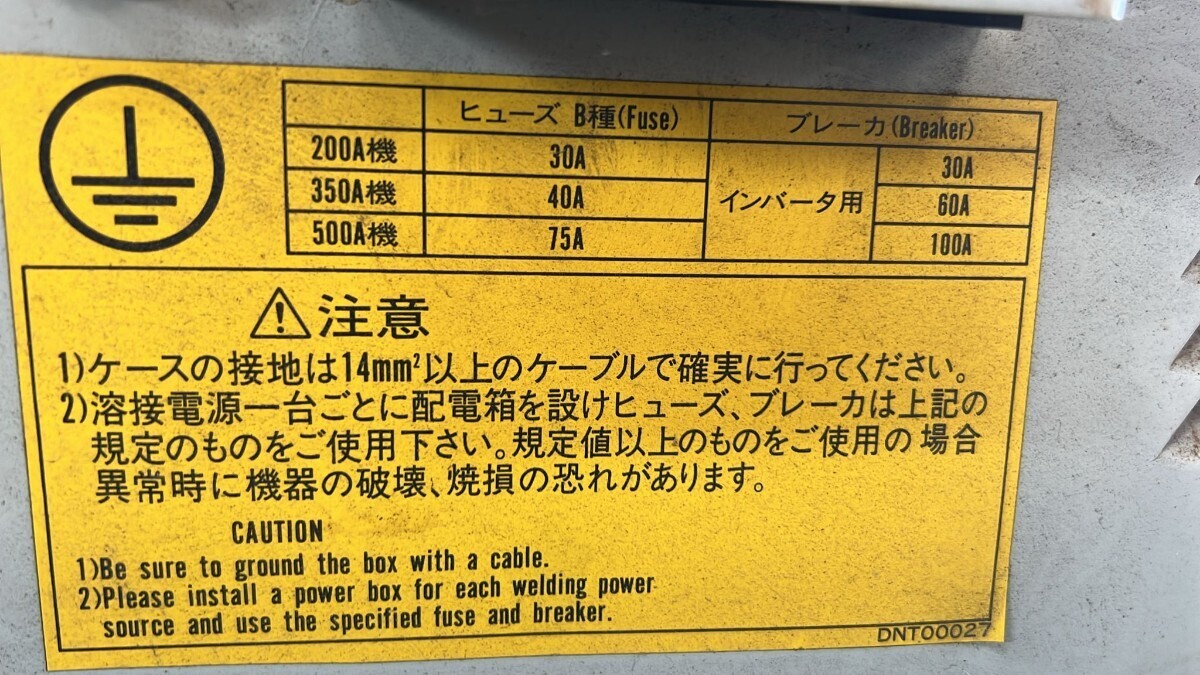 ヒューズ B種(Fuse) ブレーカ(Breaker)
200A機 30A インバータ用 30A
350A機 40A 60A
500A機 75A 100A
⚠注意
1)ケースの接地は14mm²以上のケーブルで確実に行ってください。
2)溶接電源一台ごとに配電箱を設けヒューズ、ブレーカは上記の
規定のものをご使用下さい。規定値以上のものをご使用の場合
異常時に機器の破壊、焼損の恐れがあります。
CAUTION
1)Be sure to ground the box with a cable.
2)Please install a power box for each welding power
source and use the specified fuse and breaker.
DNT00027